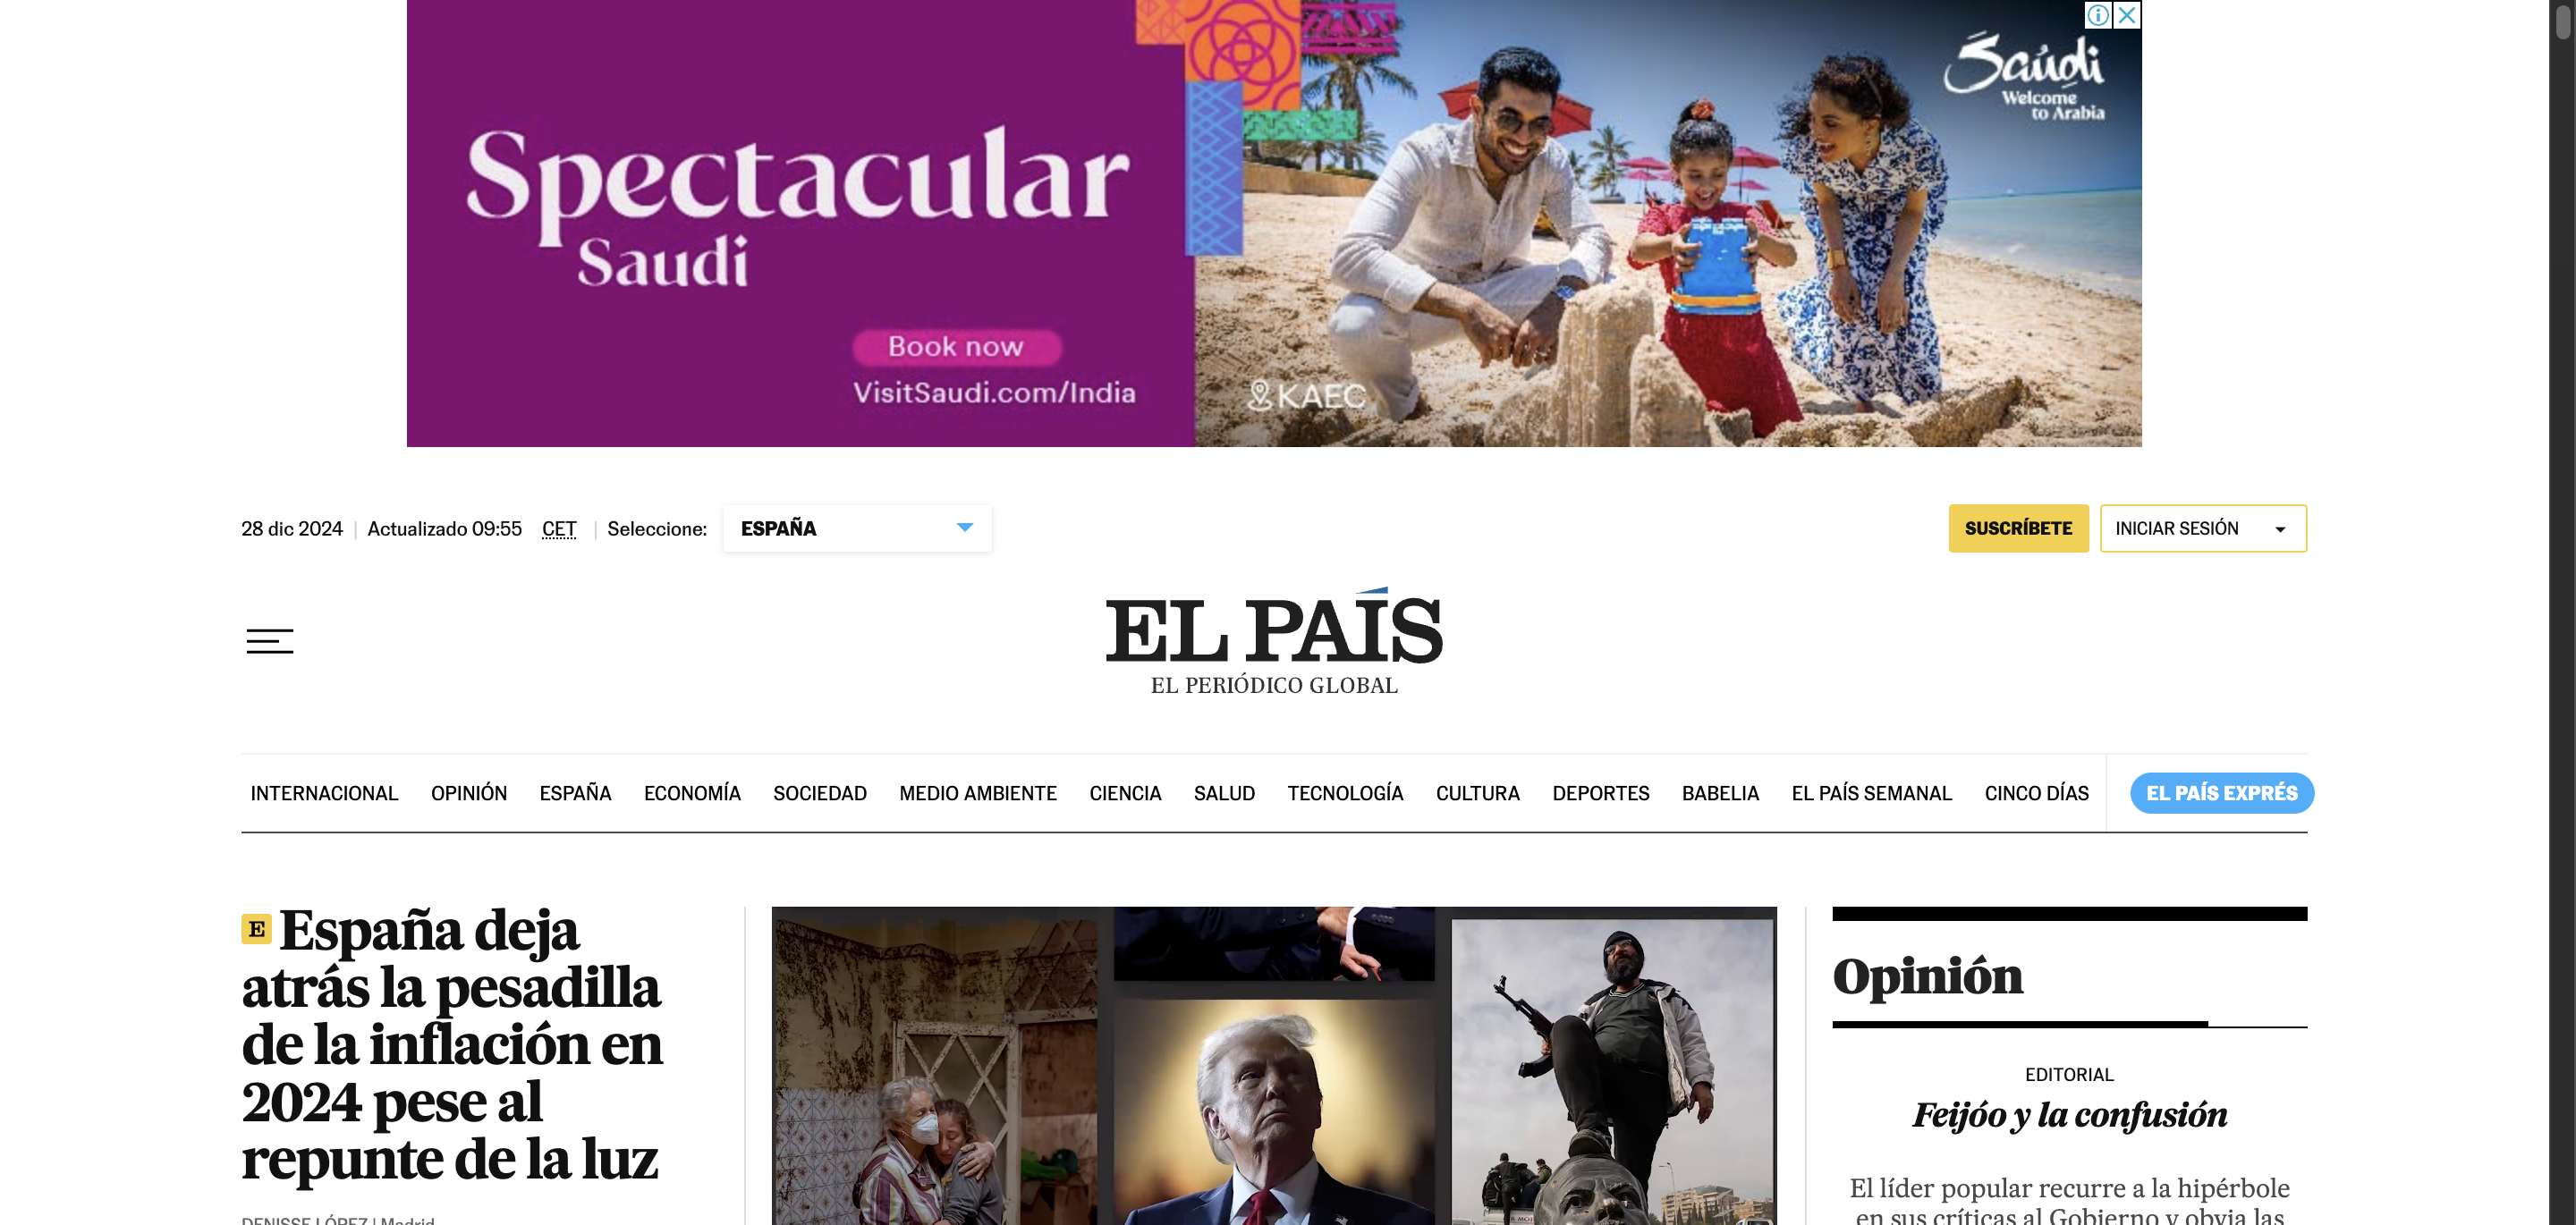 Spectacular
Saudi
Book now
VisitSaudi.com/India
KAEC
Saudi
Welcome
to Arabia
28 dic 2024 | Actualizado 09:55 CET | Seleccione: ESPAÑA
SUSCRÍBETE
INICIAR SESIÓN
EL PAÍS
EL PERIÓDICO GLOBAL
INTERNACIONAL OPINIÓN ESPAÑA ECONOMÍA SOCIEDAD MEDIO AMBIENTE CIENCIA SALUD TECNOLOGÍA CULTURA DEPORTES BABELIA EL PAÍS SEMANAL CINCO DÍAS EL PAÍS EXPRÉS
E España deja
atrás la pesadilla
de la inflación en
2024 pese al
repunte de la luz
DENISSE LÓPEZ | Madrid
Opinión
EDITORIAL
Feijóo y la confusión
El líder popular recurre a la hipérbole
en sus críticas al Gobierno y obvia las